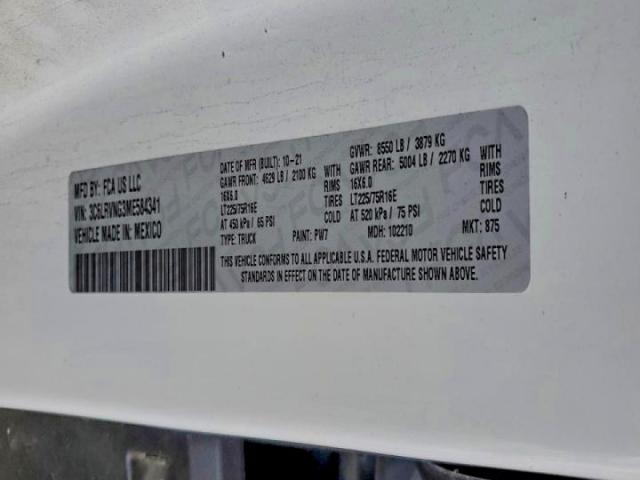 MFD BY: FCA US LLC
VIN: 3C6LRVNG3ME584341
VEHICLE MADE IN: MEXICO
DATE OF MFR (BUILT): 10-21
GAWR FRONT: 4629 LB / 2100 KG WITH
16X6.0 RIMS
LT225/75R16E TIRES
AT 450 kPa / 65 PSI COLD
TYPE: TRUCK PAINT: PW7
GVWR: 8550 LB / 3879 KG
GAWR REAR: 5004 LB / 2270 KG WITH
16X6.0 RIMS
LT225/75R16E TIRES
AT 520 kPa / 75 PSI COLD
MDH: 102210 MKT: 875
THIS VEHICLE CONFORMS TO ALL APPLICABLE U.S.A. FEDERAL MOTOR VEHICLE SAFETY
STANDARDS IN EFFECT ON THE DATE OF MANUFACTURE SHOWN ABOVE.